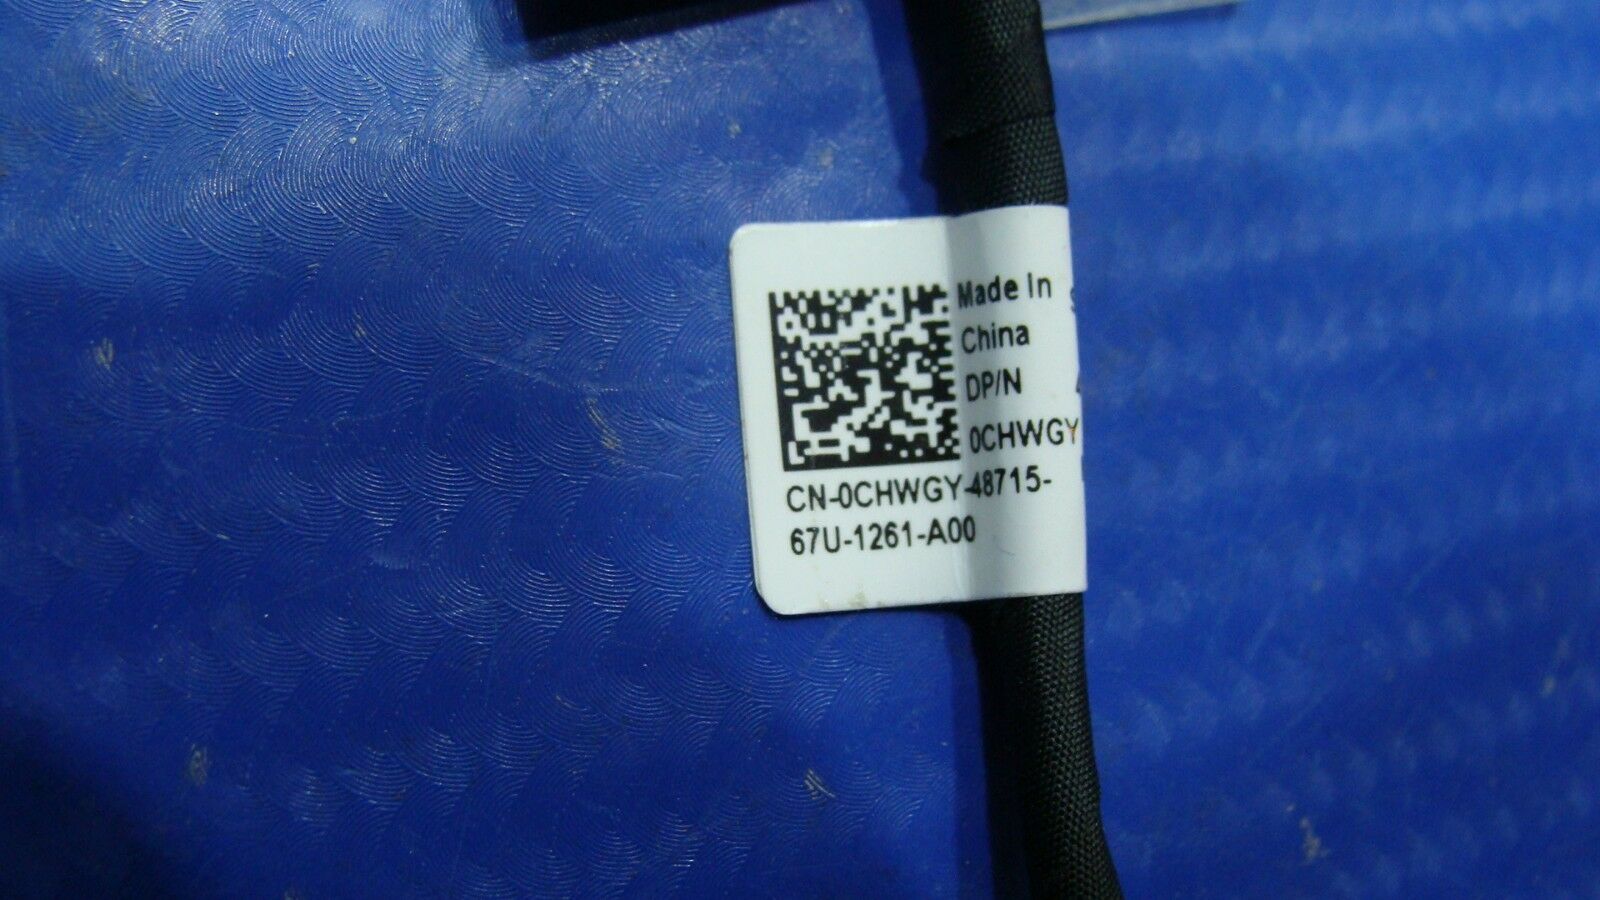 Made In
China
DP/N
0CHWGY
CN-0CHWGY-48715-
67U-1261-A00